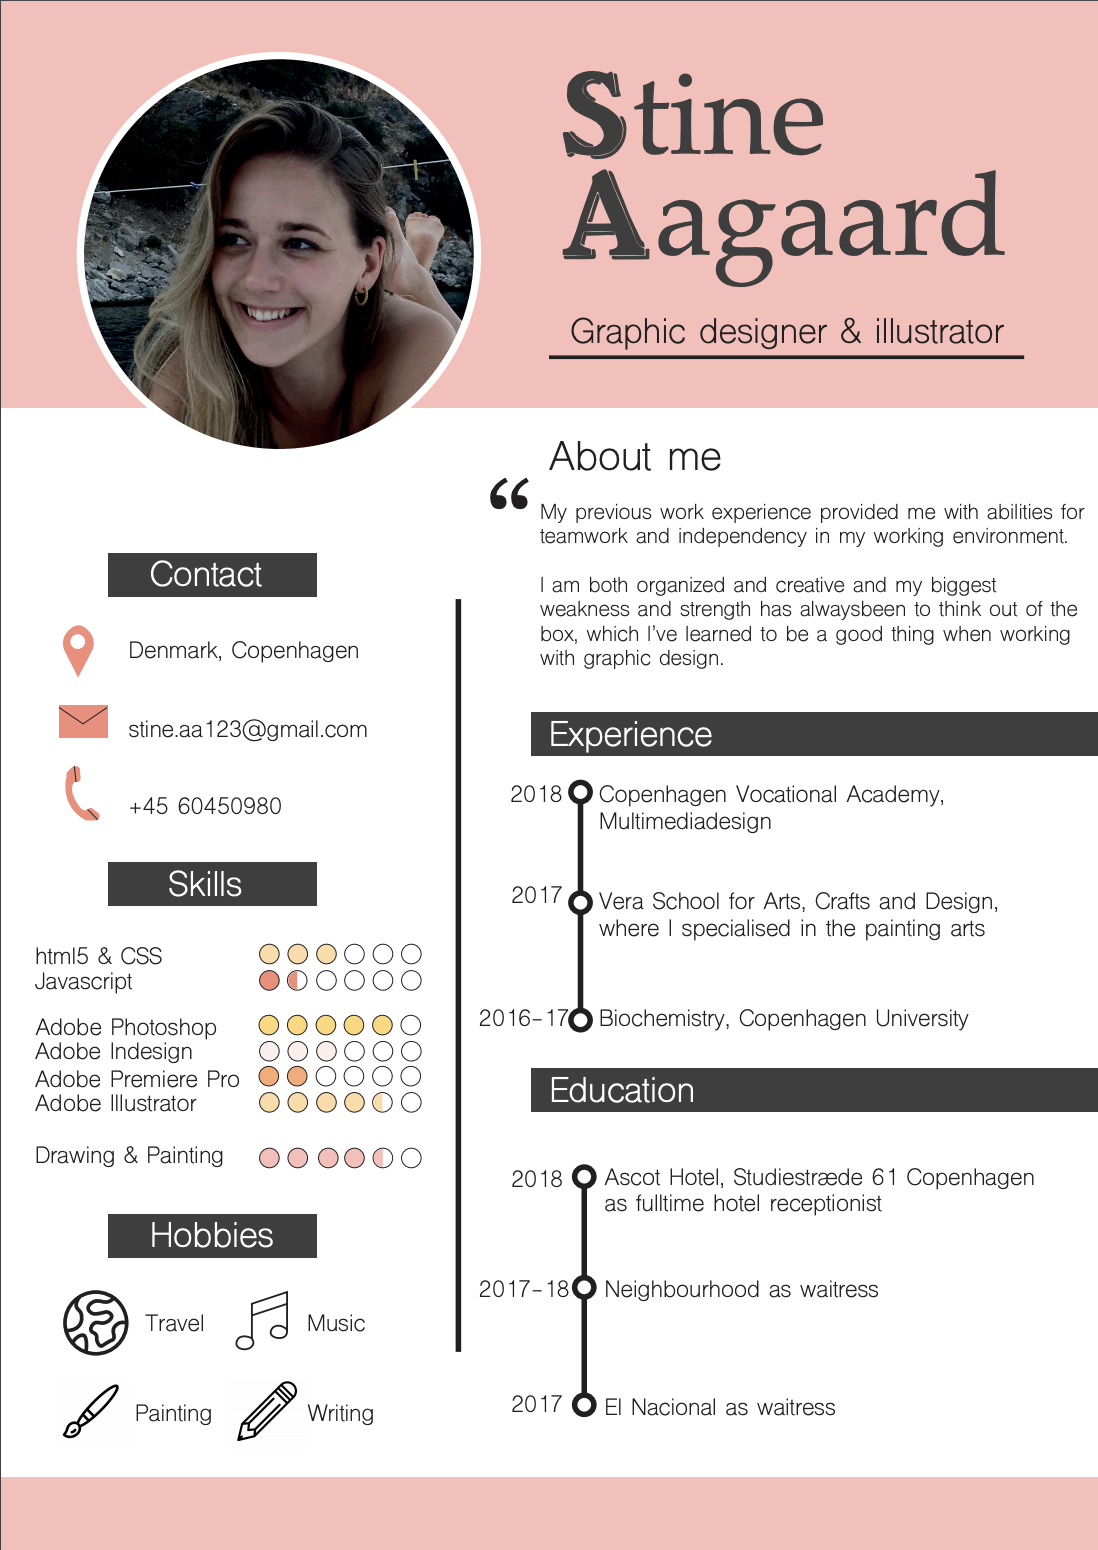 Stine
Aagaard
Graphic designer & illustrator
About me
“
My previous work experience provided me with abilities for
teamwork and independency in my working environment.
I am both organized and creative and my biggest
weakness and strength has alwaysbeen to think out of the
box, which I've learned to be a good thing when working
with graphic design.
Contact
Denmark, Copenhagen
stine.aa123@gmail.com
+45 60450980
Skills
html5 & CSS
Javascript
Adobe Photoshop
Adobe Indesign
Adobe Premiere Pro
Adobe Illustrator
Drawing & Painting
Hobbies
Travel
Music
Painting
Writing
Experience
2018 Copenhagen Vocational Academy,
Multimediadesign
2017 Vera School for Arts, Crafts and Design,
where I specialised in the painting arts
2016-17 Biochemistry, Copenhagen University
Education
2018 Ascot Hotel, Studiestræde 61 Copenhagen
as fulltime hotel receptionist
2017-18 Neighbourhood as waitress
2017 El Nacional as waitress